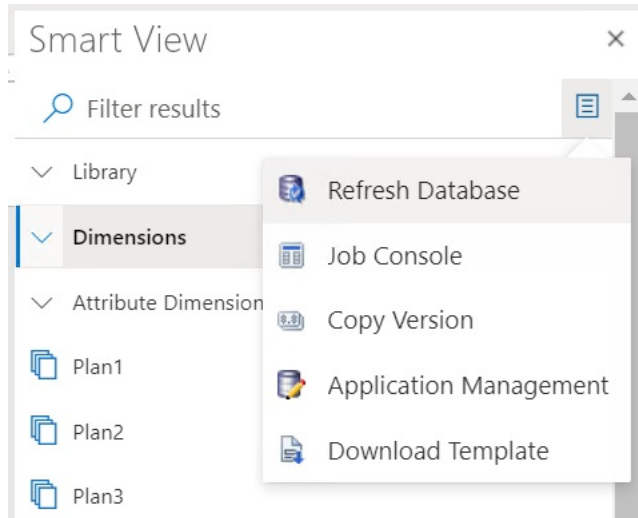 Smart View
Filter results
Library
Refresh Database
Dimensions
Job Console
Attribute Dimension
Copy Version
Plan1
Application Management
Plan2
Download Template
Plan3